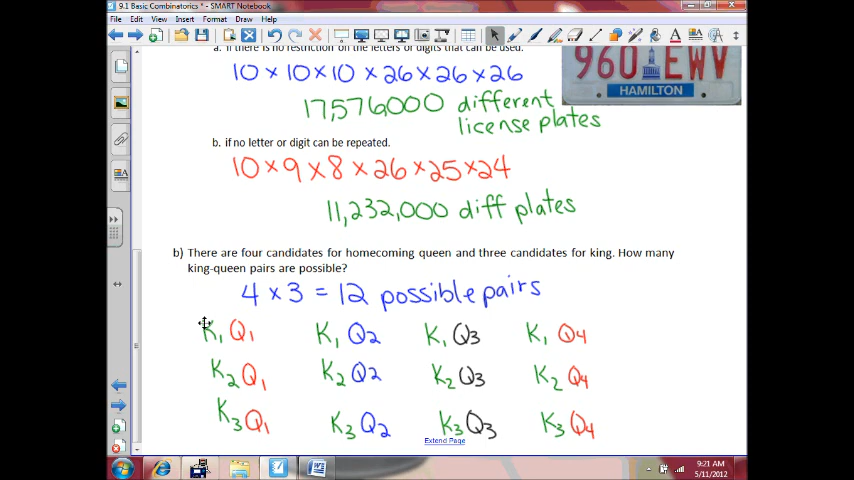 9.1 Basic Combinatorics * - SMART Notebook
File Edit View Insert Format Draw Help
a. if there is no restriction on the letters or digits that can be used.
10 × 10 × 10 × 26 × 26 × 26
960 EWV
HAMILTON
17,576,000 different
license plates
b. if no letter or digit can be repeated.
10 × 9 × 8 × 26 × 25 × 24
11,232,000 diff plates
b) There are four candidates for homecoming queen and three candidates for king. How many
king-queen pairs are possible?
4 × 3 = 12 possible pairs
K1 Q1 K1 Q2 K1 Q3 K1 Q4
K2 Q1 K2 Q2 K2 Q3 K2 Q4
K3 Q1 K3 Q2 K3 Q3 K3 Q4
Extend Page
9:21 AM
5/11/2012